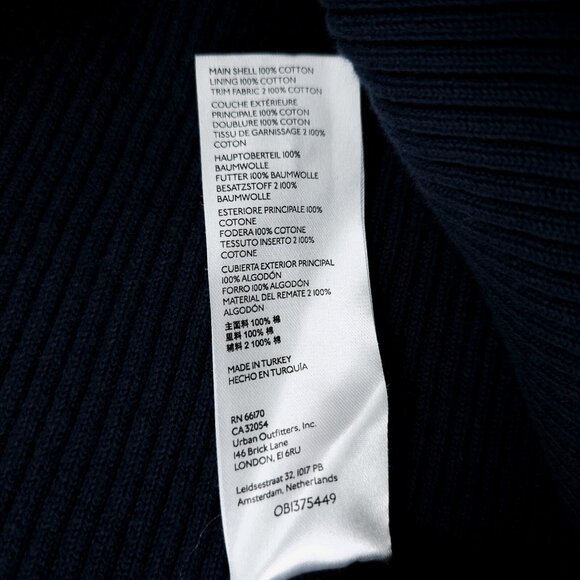 MAIN SHELL 100% COTTON
LINING 100% COTTON
TRIM FABRIC 2 100% COTTON
COUCHE EXTÉRIEURE
PRINCIPALE 100% COTON
DOUBLURE 100% COTON
TISSU DE GARNISSAGE 2 100%
COTON
HAUPTOBERTEIL 100%
BAUMWOLLE
FUTTER 100% BAUMWOLLE
BESATZSTOFF 2 100%
BAUMWOLLE
ESTERIORE PRINCIPALE 100%
COTONE
FODERA 100% COTONE
TESSUTO INSERTO 2 100%
COTONE
CUBIERTA EXTERIOR PRINCIPAL
100% ALGODÓN
FORRO 100% ALGODÓN
MATERIAL DEL REMATE 2 100%
ALGODÓN
主面料 100% 棉
里料 100% 棉
辅料 2 100% 棉
MADE IN TURKEY
HECHO EN TURQUÍA
RN 66170
CA 32054
Urban Outfitters, Inc.
146 Brick Lane
LONDON, E1 6RU
Leidsestraat 32, 1017 PB
Amsterdam, Netherlands
OB1375449